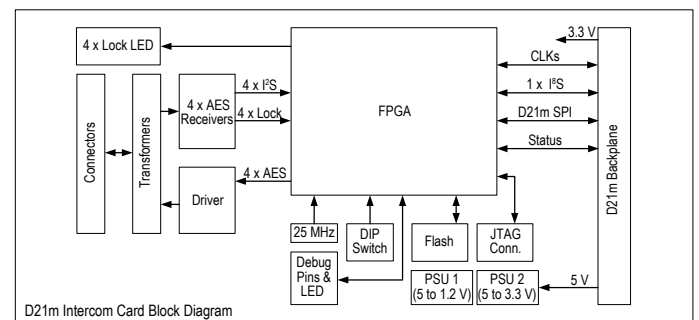 4 x Lock LED
Connectors
Transformers
4 x AES
Receivers
Driver
4 x I²S
4 x Lock
4 x AES
FPGA
3.3 V
CLKs
1 x I⁸S
D21m SPI
Status
D21m Backplane
25 MHz
DIP
Switch
Flash
JTAG
Conn.
Debug
Pins &
LED
PSU 1
(5 to 1.2 V)
PSU 2
(5 to 3.3 V)
5 V
D21m Intercom Card Block Diagram